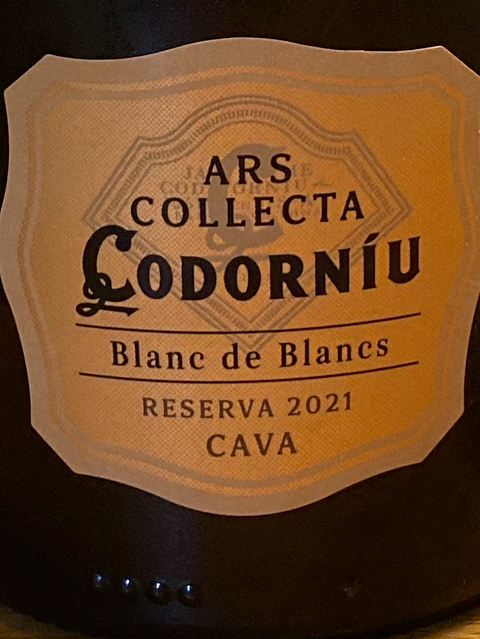 ARS
COLLECTA
CODORNÍU
Blanc de Blancs
RESERVA 2021
CAVA